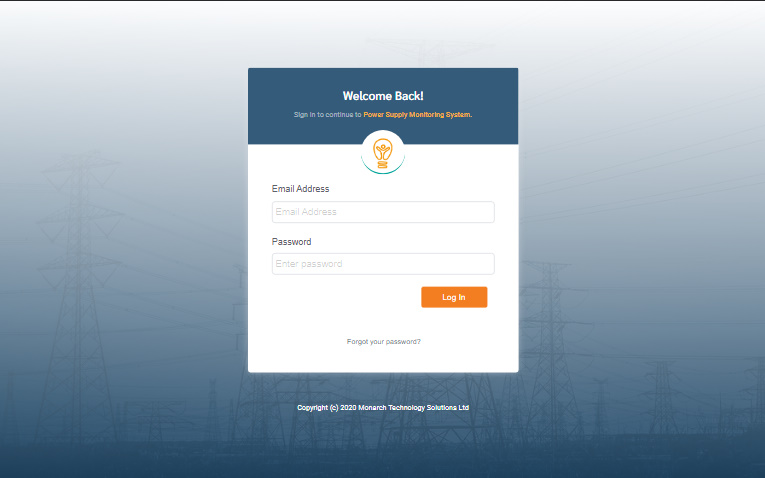 Welcome Back!
Sign in to continue to Power Supply Monitoring System.
Email Address
Email Address
Password
Enter password
Log In
Forgot your password?
Copyright (c) 2020 Monarch Technology Solutions Ltd